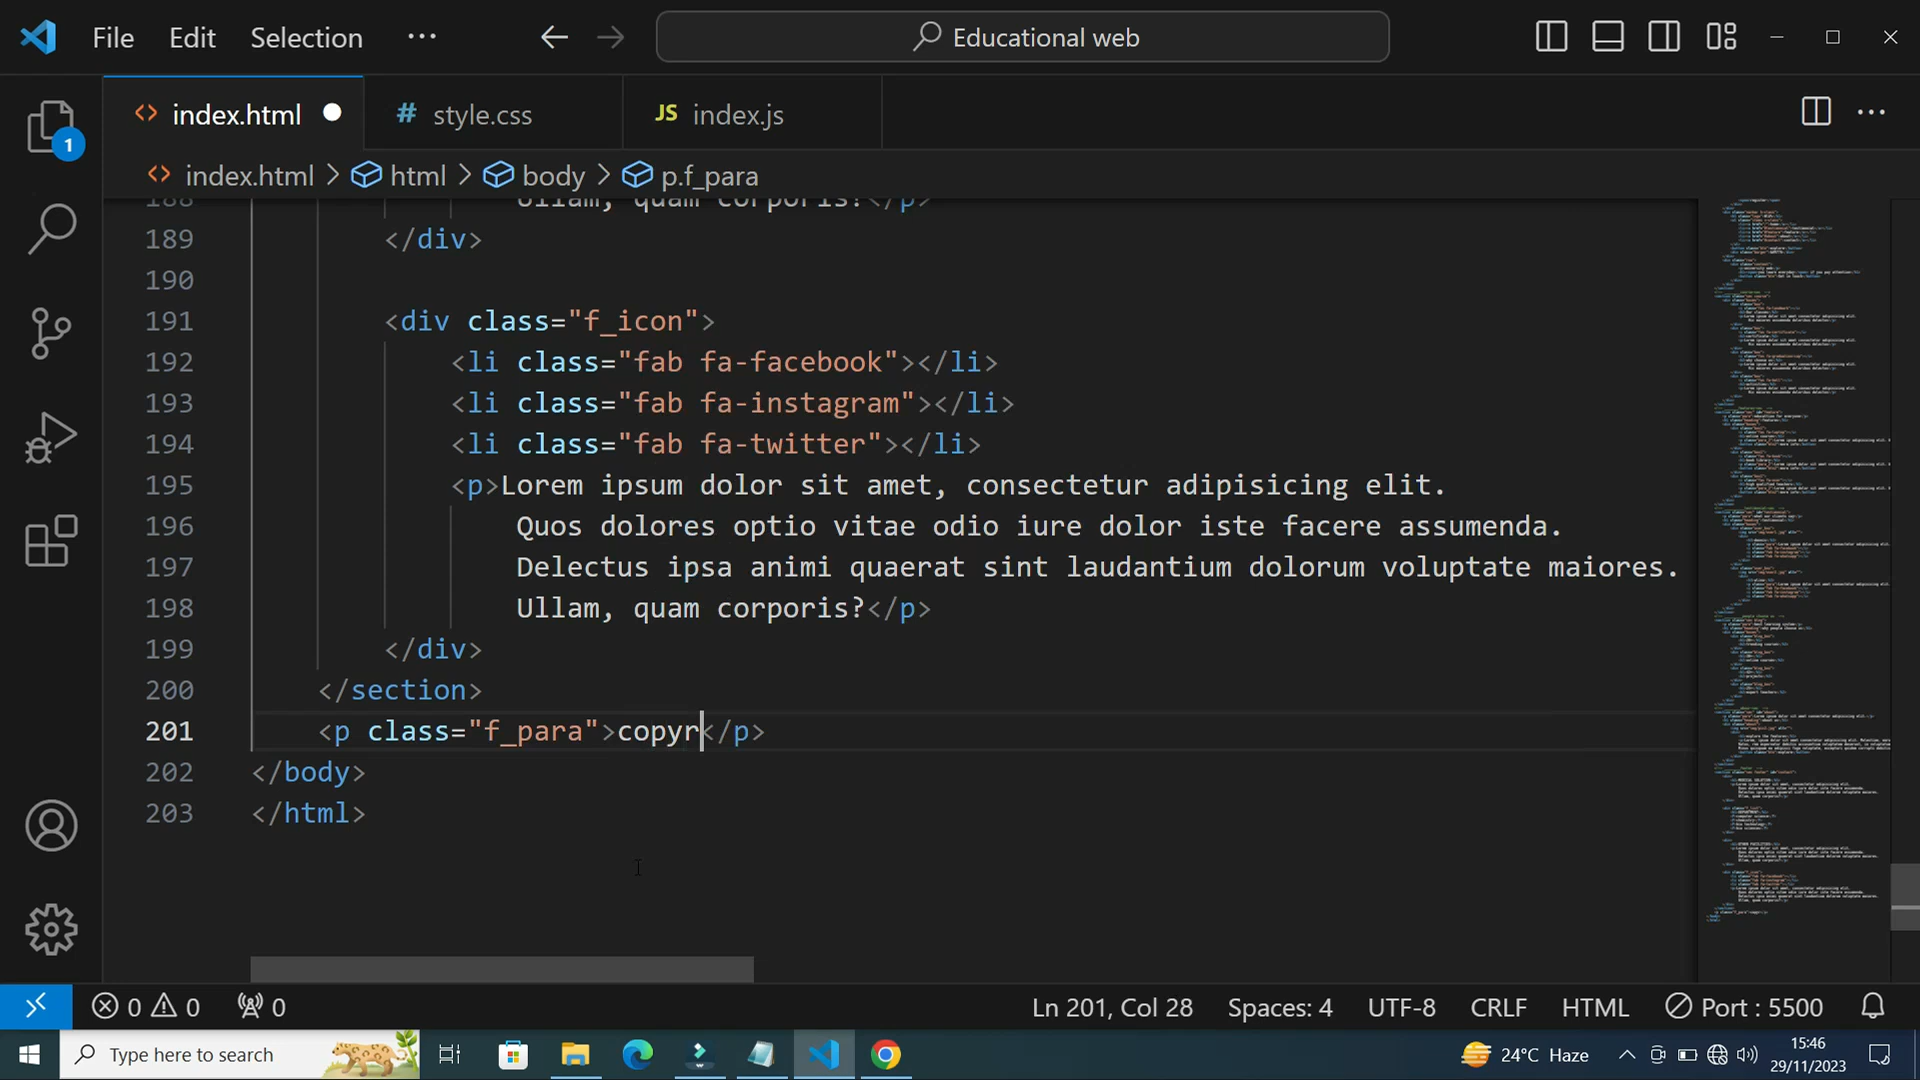 File Edit Selection ··· Educational web
index.html style.css JS index.js
index.html > html > body > p.f_para
1
188 Ullam, quam corporis?</p>
189 </div>
190
191 <div class="f_icon">
192 <li class="fab fa-facebook"></li>
193 <li class="fab fa-instagram"></li>
194 <li class="fab fa-twitter"></li>
195 <p>Lorem ipsum dolor sit amet, consectetur adipisicing elit.
196 Quos dolores optio vitae odio iure dolor iste facere assumenda.
197 Delectus ipsa animi quaerat sint laudantium dolorum voluptate maiores.
198 Ullam, quam corporis?</p>
199 </div>
200 </section>
201 <p class="f_para">copyr</p>
202 </body>
203 </html>
0 0 0 Ln 201, Col 28 Spaces: 4 UTF-8 CRLF HTML Port : 5500
Type here to search 24°C Haze 15:46
29/11/2023